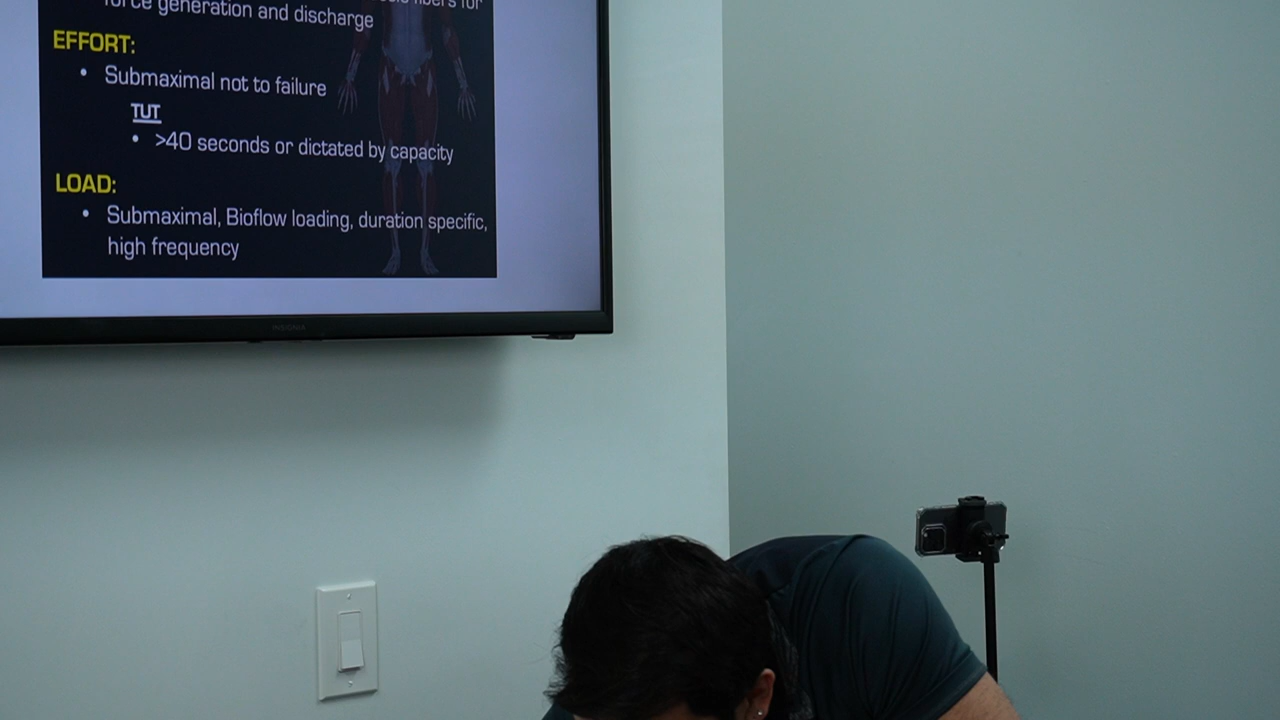 force generation and discharge
EFFORT:
• Submaximal not to failure
TUT
• >40 seconds or dictated by capacity
LOAD:
• Submaximal, Bioflow loading, duration specific,
high frequency
INSIGNIA